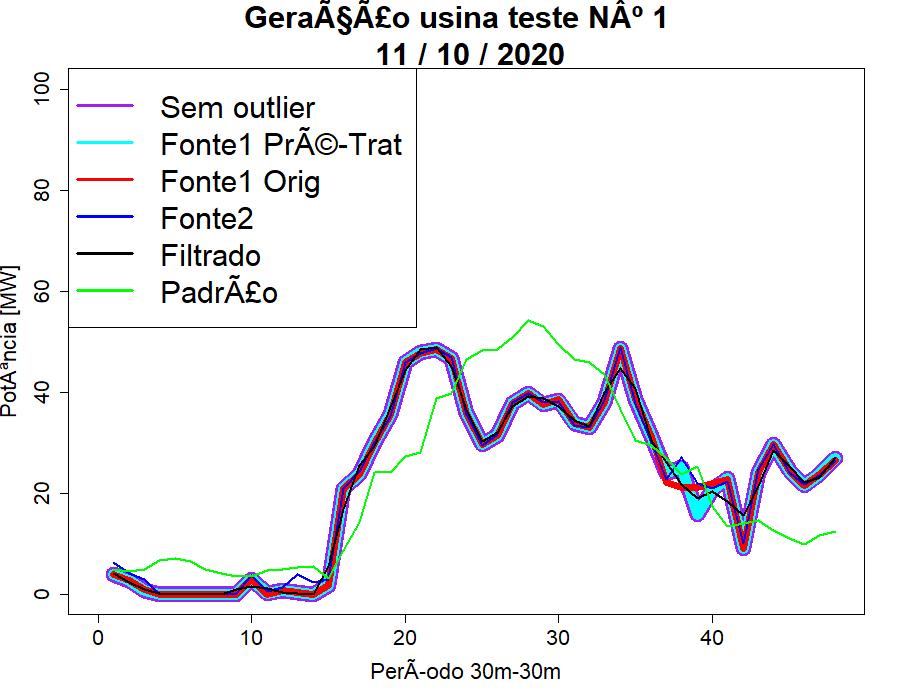 GeraÃ§Ã£o usina teste NÂº 1
11 / 10 / 2020
Sem outlier
Fonte1 PrÃ©-Trat
Fonte1 Orig
Fonte2
Filtrado
PadrÃ£o
PotÃªncia [MW]
100
80
60
40
20
0
0
10
20
30
40
PerÃ-odo 30m-30m